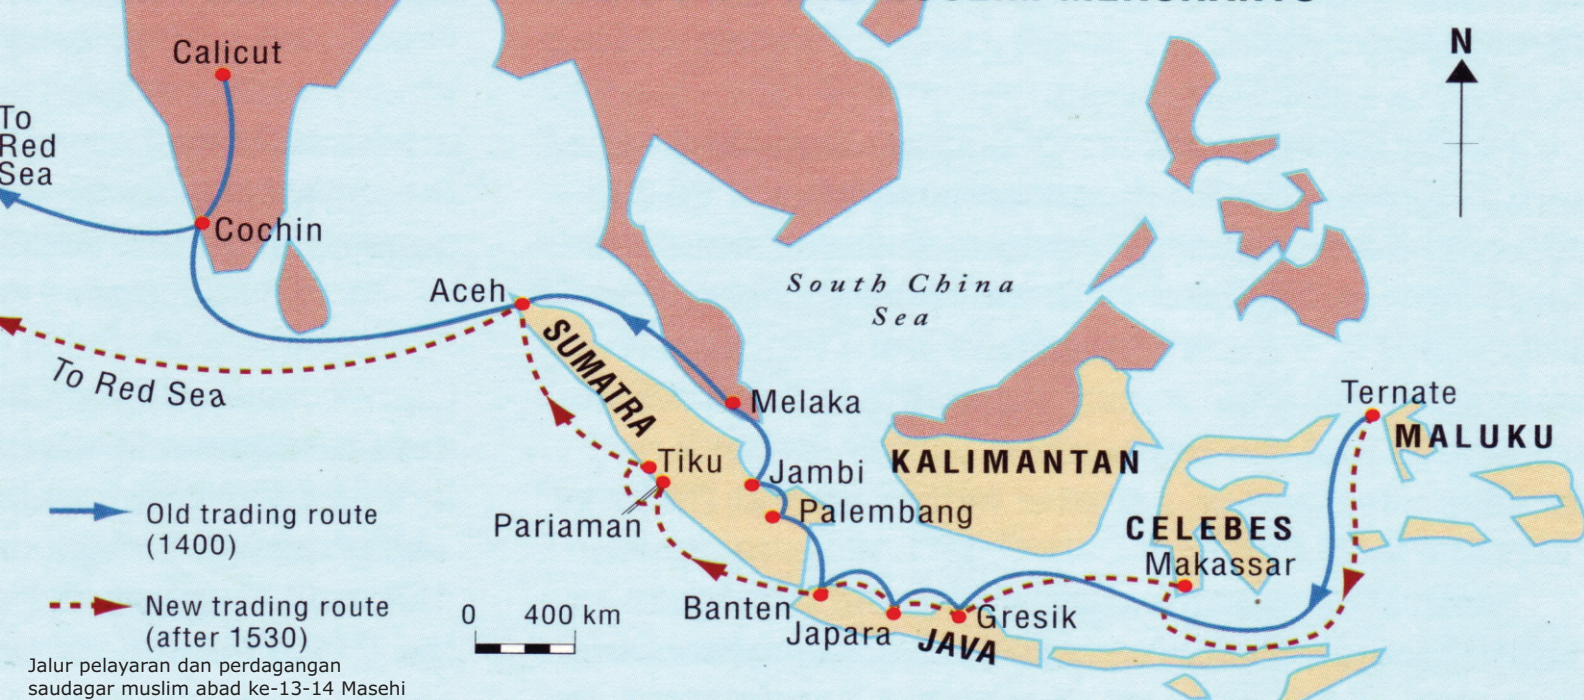 Calicut
N
To
Red
Sea
Cochin
South China
Sea
Aceh
SUMATRA
To Red Sea
Melaka
Ternate
MALUKU
Tiku
Jambi
KALIMANTAN
Pariaman
Palembang
CELEBES
Makassar
Old trading route
(1400)
New trading route
(after 1530)
0 400 km
Banten
Japara
JAVA
Gresik
Jalur pelayaran dan perdagangan
saudagar muslim abad ke-13-14 Masehi